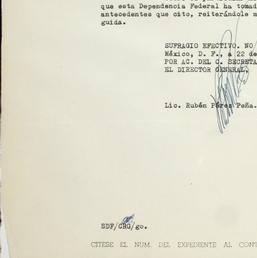 que esta Dependencia Federal ha tomad
antecedentes que cito, reiterándole m
guida.
SUFRAGIO EFECTIVO. NO
México, D. F., a 22 de
POR AC. DEL C. SECRETA
EL DIRECTOR GENERAL.
Lic. Rubén Pérez Peña.
SDF/CRG/go.
CITESE EL NUM. DEL EXPEDIENTE AL CONT